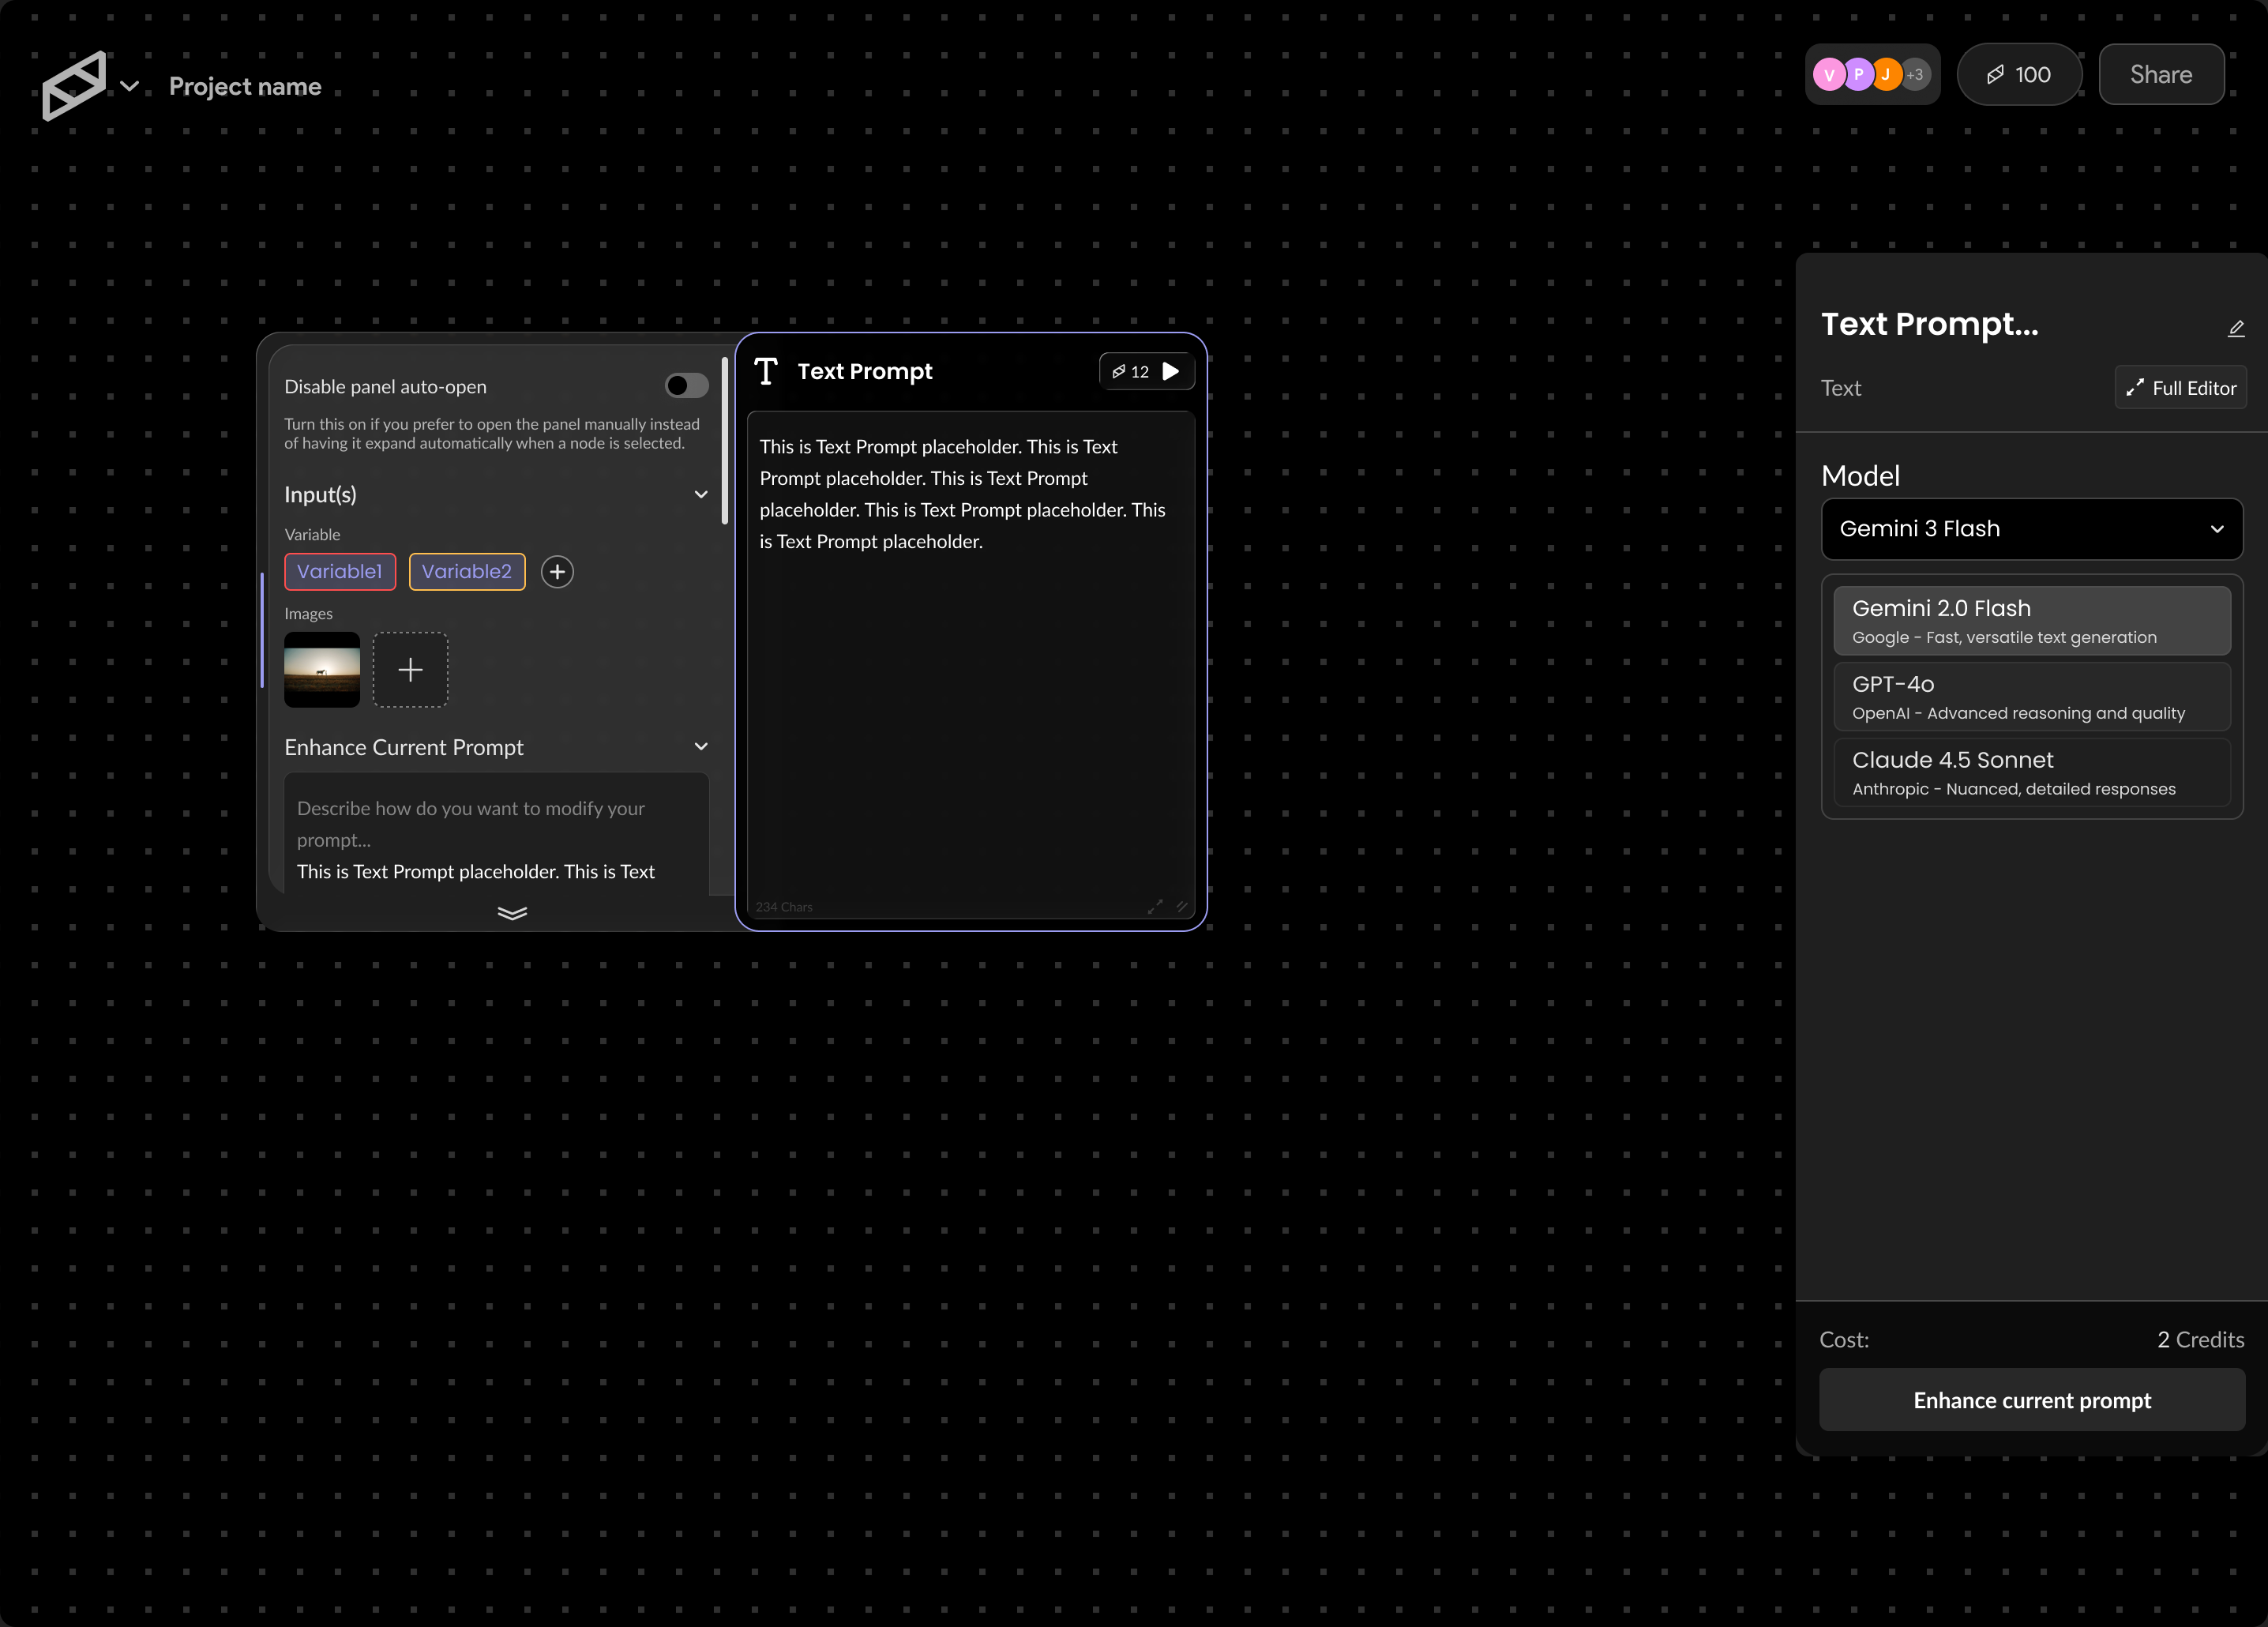 Project name
V P J +3
100
Share
Disable panel auto-open
Turn this on if you prefer to open the panel manually instead
of having it expand automatically when a node is selected.
Input(s)
Variable
Variable1 Variable2
Images
Enhance Current Prompt
Describe how do you want to modify your
prompt...
This is Text Prompt placeholder. This is Text
Text Prompt
12
This is Text Prompt placeholder. This is Text
Prompt placeholder. This is Text Prompt
placeholder. This is Text Prompt placeholder. This
is Text Prompt placeholder.
234 Chars
Text Prompt...
Text
Full Editor
Model
Gemini 3 Flash
Gemini 2.0 Flash
Google - Fast, versatile text generation
GPT-4o
OpenAI - Advanced reasoning and quality
Claude 4.5 Sonnet
Anthropic - Nuanced, detailed responses
Cost:
2 Credits
Enhance current prompt